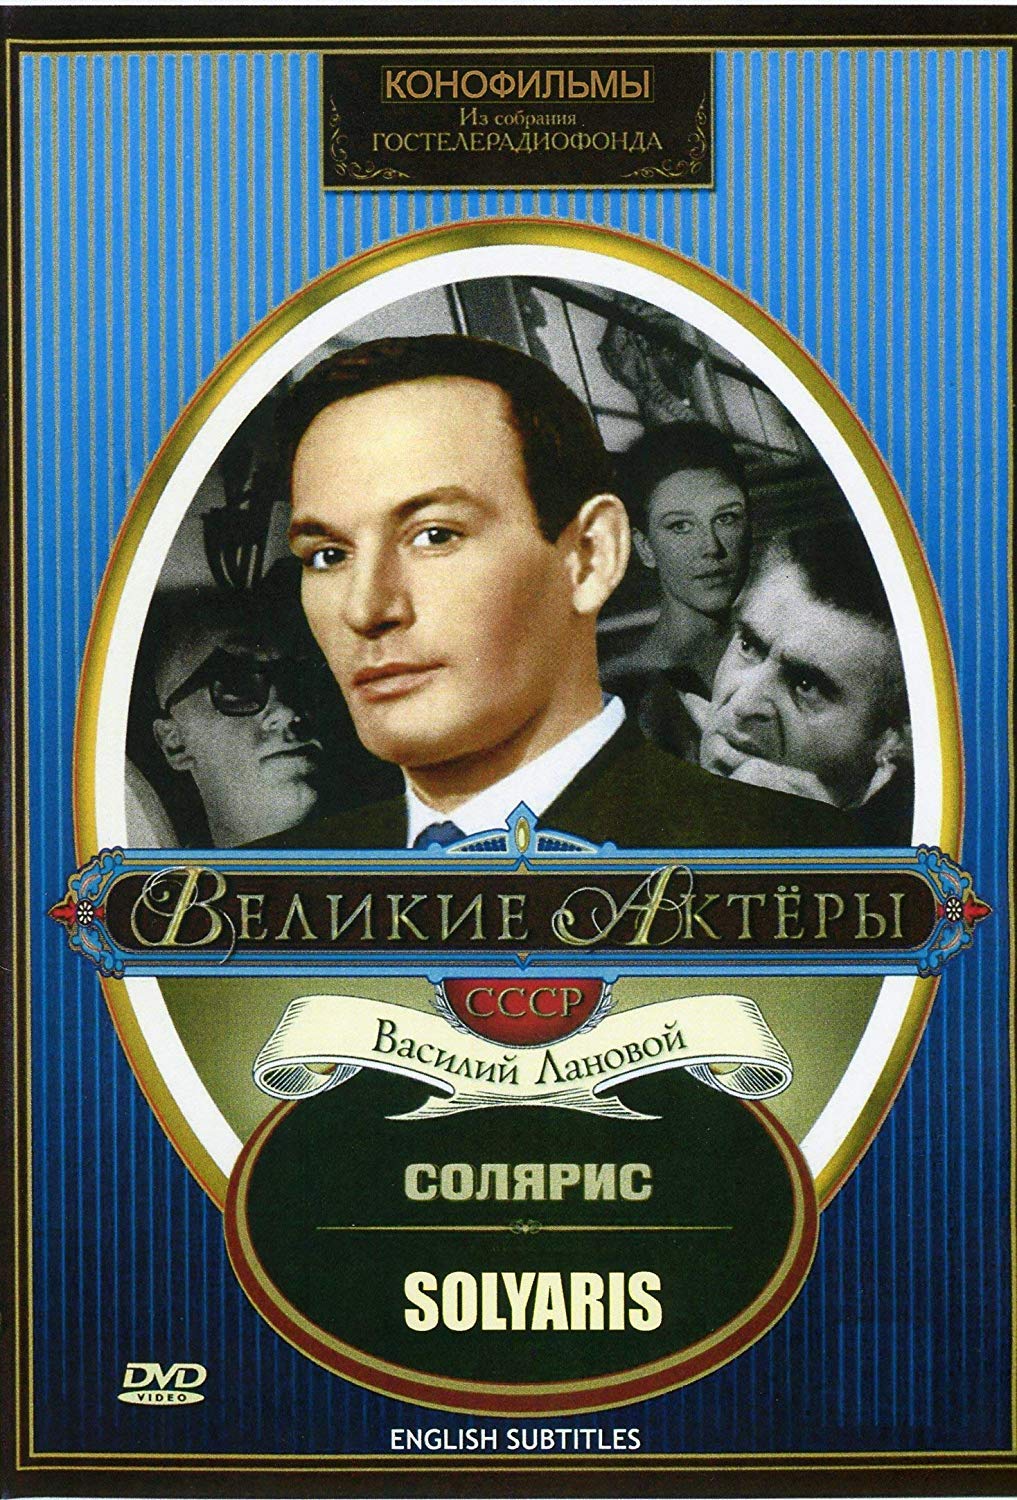 КОНОФИЛЬМЫ
Из собрания
ГОСТЕЛЕРАДИОФОНДА
ВЕЛИКИЕ АКТЁРЫ
СССР
ВАСИЛИЙ ЛАНОВОЙ
СОЛЯРИС
SOLYARIS
DVD
VIDEO
ENGLISH SUBTITLES